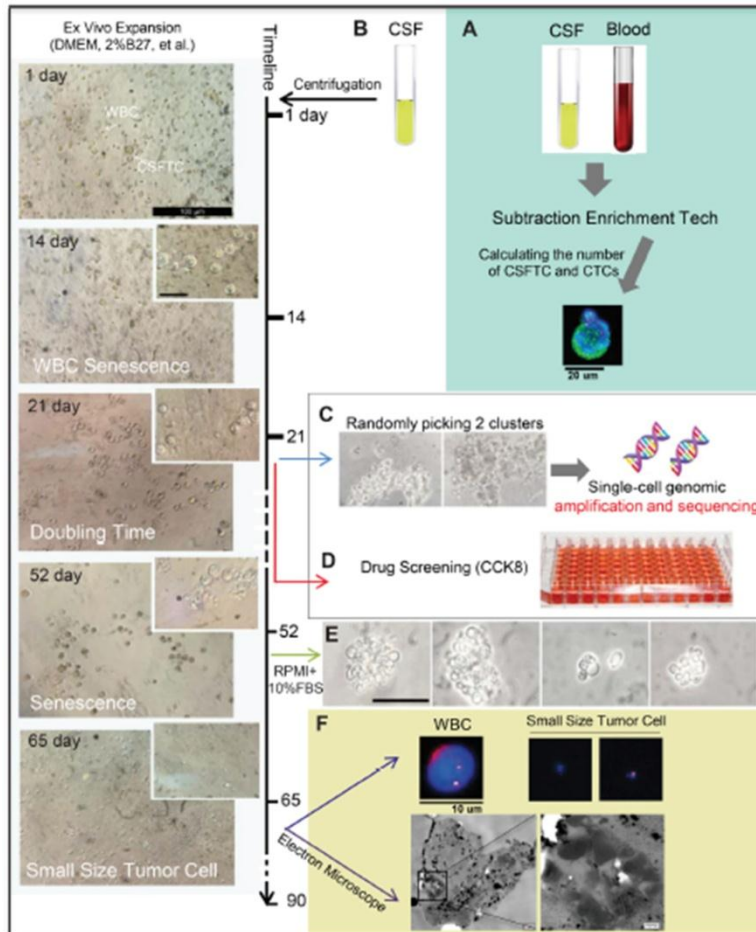 Ex Vivo Expansion
(DMEM, 2%B27, et al.)
Timeline
1 day
WBC
CSFTC
100 μm
14 day
WBC Senescence
21 day
Doubling Time
52 day
Senescence
65 day
Small Size Tumor Cell
1 day
14
21
52
65
90
B
CSF
Centrifugation
A
CSF
Blood
Subtraction Enrichment Tech
Calculating the number
of CSFTC and CTCs
20 um
C
Randomly picking 2 clusters
Single-cell genomic
amplification and sequencing
D
Drug Screening (CCK8)
E
RPMI+
10%FBS
F
WBC
Small Size Tumor Cell
10 um
Electron Microscope